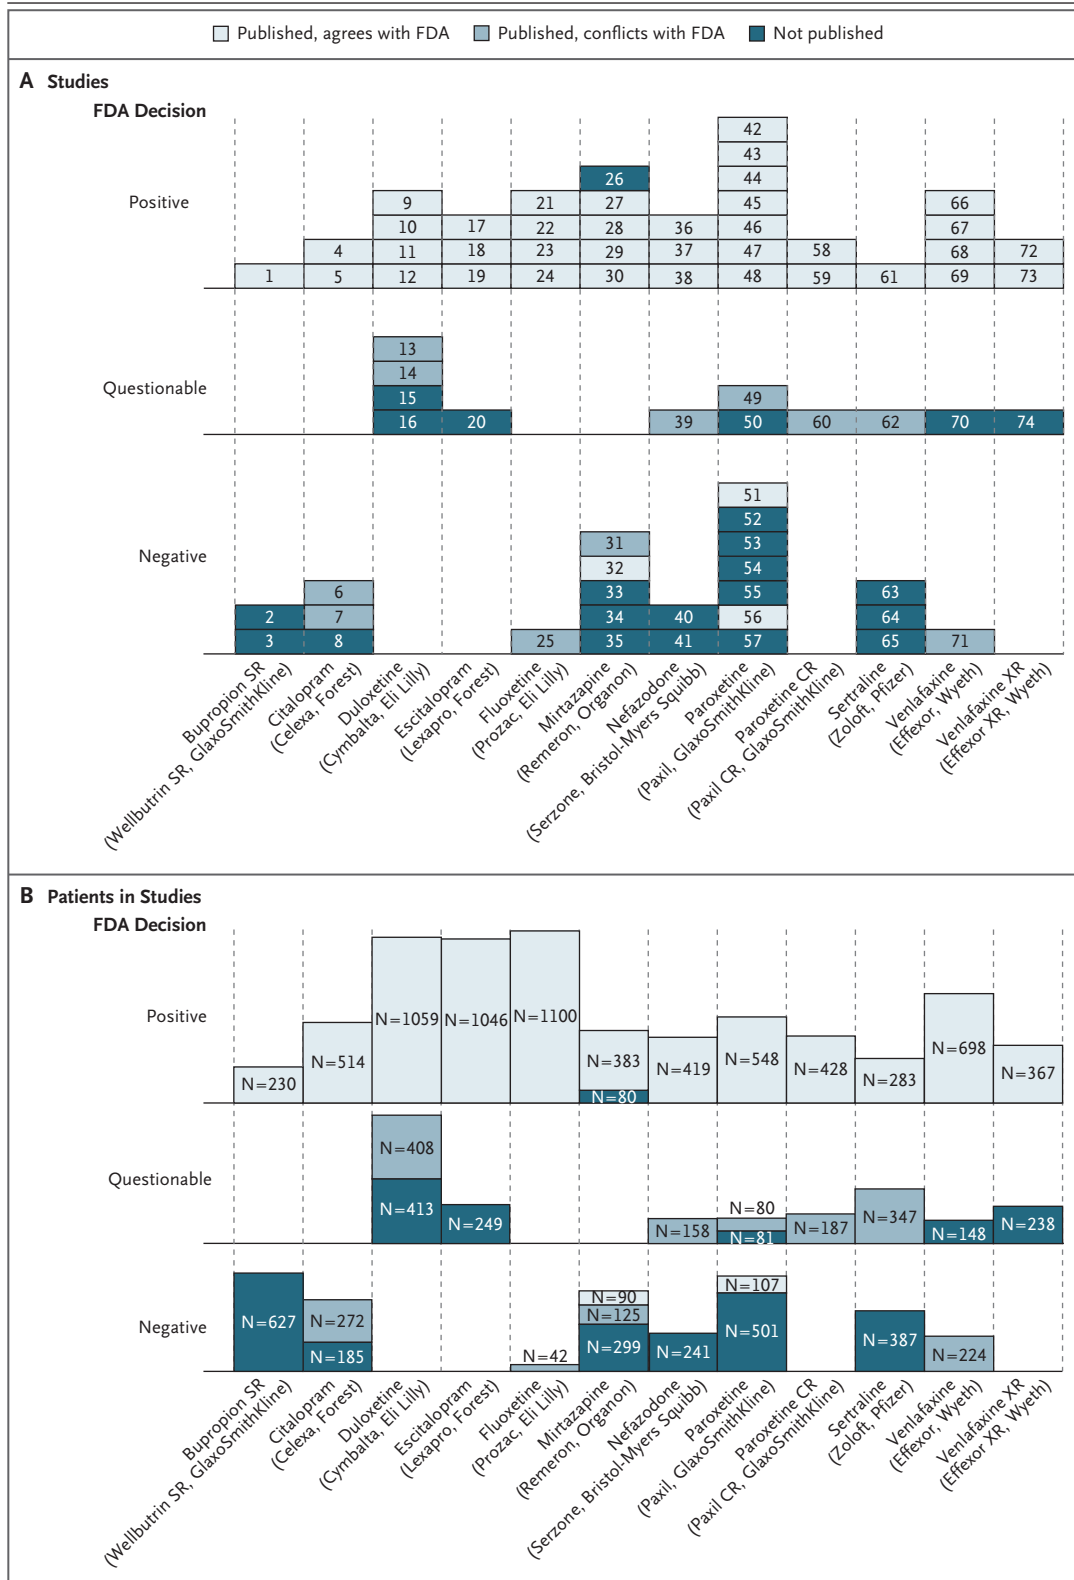 Published, agrees with FDA Published, conflicts with FDA Not published
A Studies
FDA Decision
42
43
26 44
Positive 9 21 27 45 66
10 17 22 28 36 46 67
4 11 18 23 29 37 47 58 68 72
1 5 12 19 24 30 38 48 59 61 69 73
13
Questionable 14
15 49
16 20 39 50 60 62 70 74
51
52
Negative 31 53
32 54
6 33 55 63
2 7 34 40 56 64
3 8 25 35 41 57 65 71
Bupropion SR
(Wellbutrin SR, GlaxoSmithKline)
Citalopram
(Celexa, Forest)
Duloxetine
(Cymbalta, Eli Lilly)
Escitalopram
(Lexapro, Forest)
Fluoxetine
(Prozac, Eli Lilly)
Mirtazapine
(Remeron, Organon)
Nefazodone
(Serzone, Bristol-Myers Squibb)
Paroxetine
(Paxil, GlaxoSmithKline)
Paroxetine CR
(Paxil CR, GlaxoSmithKline)
Sertraline
(Zoloft, Pfizer)
Venlafaxine
(Effexor, Wyeth)
Venlafaxine XR
(Effexor XR, Wyeth)
B Patients in Studies
FDA Decision
Positive
N=230 N=514 N=1059 N=1046 N=1100 N=383 N=419 N=548 N=428 N=283 N=698 N=367
N=80
Questionable
N=408 N=80
N=413 N=249 N=158 N=81 N=187 N=347 N=148 N=238
Negative
N=90 N=107
N=627 N=272 N=125 N=501 N=387
N=185 N=42 N=299 N=241 N=224
Bupropion SR
(Wellbutrin SR, GlaxoSmithKline)
Citalopram
(Celexa, Forest)
Duloxetine
(Cymbalta, Eli Lilly)
Escitalopram
(Lexapro, Forest)
Fluoxetine
(Prozac, Eli Lilly)
Mirtazapine
(Remeron, Organon)
Nefazodone
(Serzone, Bristol-Myers Squibb)
Paroxetine
(Paxil, GlaxoSmithKline)
Paroxetine CR
(Paxil CR, GlaxoSmithKline)
Sertraline
(Zoloft, Pfizer)
Venlafaxine
(Effexor, Wyeth)
Venlafaxine XR
(Effexor XR, Wyeth)